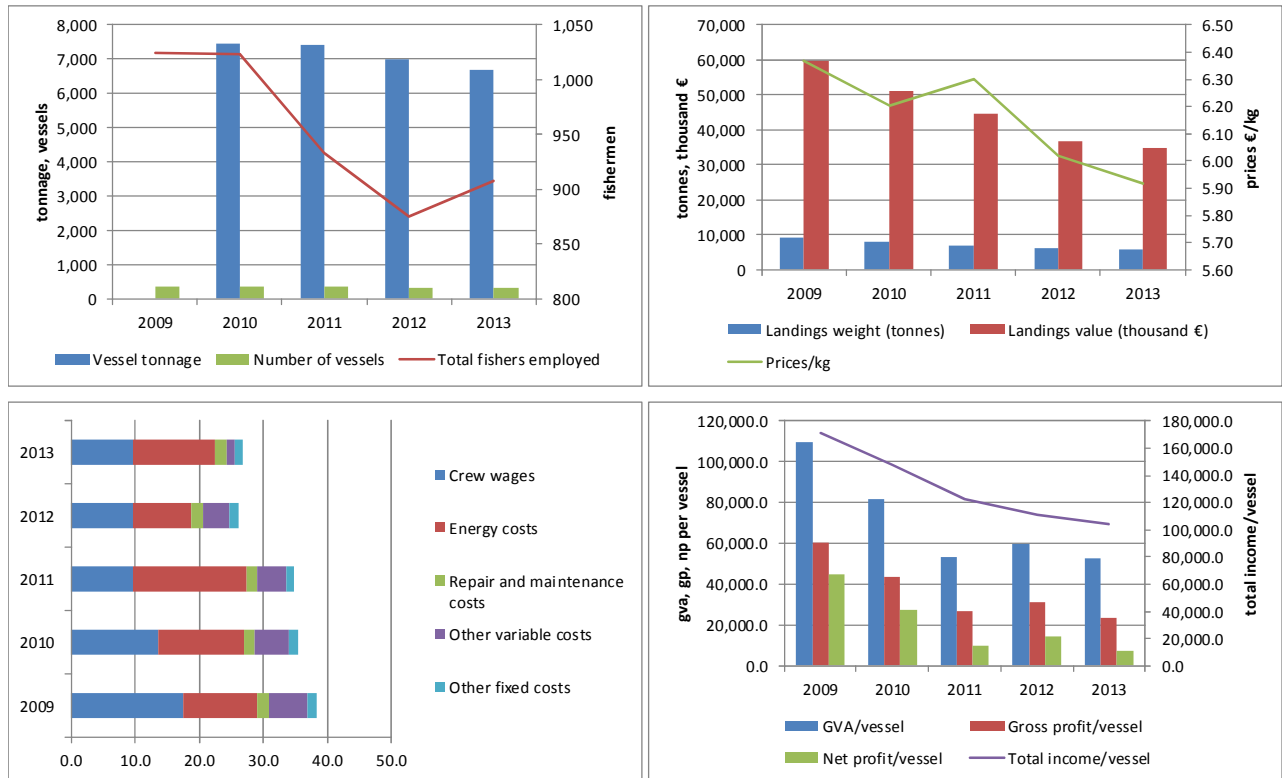 8,000
7,000
6,000
5,000
4,000
3,000
2,000
1,000
0
tonnage, vessels
1,050
1,000
950
900
850
800
fishermen
2009 2010 2011 2012 2013
Vessel tonnage Number of vessels Total fishers employed
70,000
60,000
50,000
40,000
30,000
20,000
10,000
0
tonnes, thousand €
6.50
6.40
6.30
6.20
6.10
6.00
5.90
5.80
5.70
5.60
prices €/kg
2009 2010 2011 2012 2013
Landings weight (tonnes) Landings value (thousand €)
Prices/kg
2013
2012
2011
2010
2009
0.0 10.0 20.0 30.0 40.0 50.0
Crew wages
Energy costs
Repair and maintenance
costs
Other variable costs
Other fixed costs
120,000.0
100,000.0
80,000.0
60,000.0
40,000.0
20,000.0
0.0
gva, gp, np per vessel
180,000.0
160,000.0
140,000.0
120,000.0
100,000.0
80,000.0
60,000.0
40,000.0
20,000.0
0.0
total income/vessel
2009 2010 2011 2012 2013
GVA/vessel Gross profit/vessel
Net profit/vessel Total income/vessel